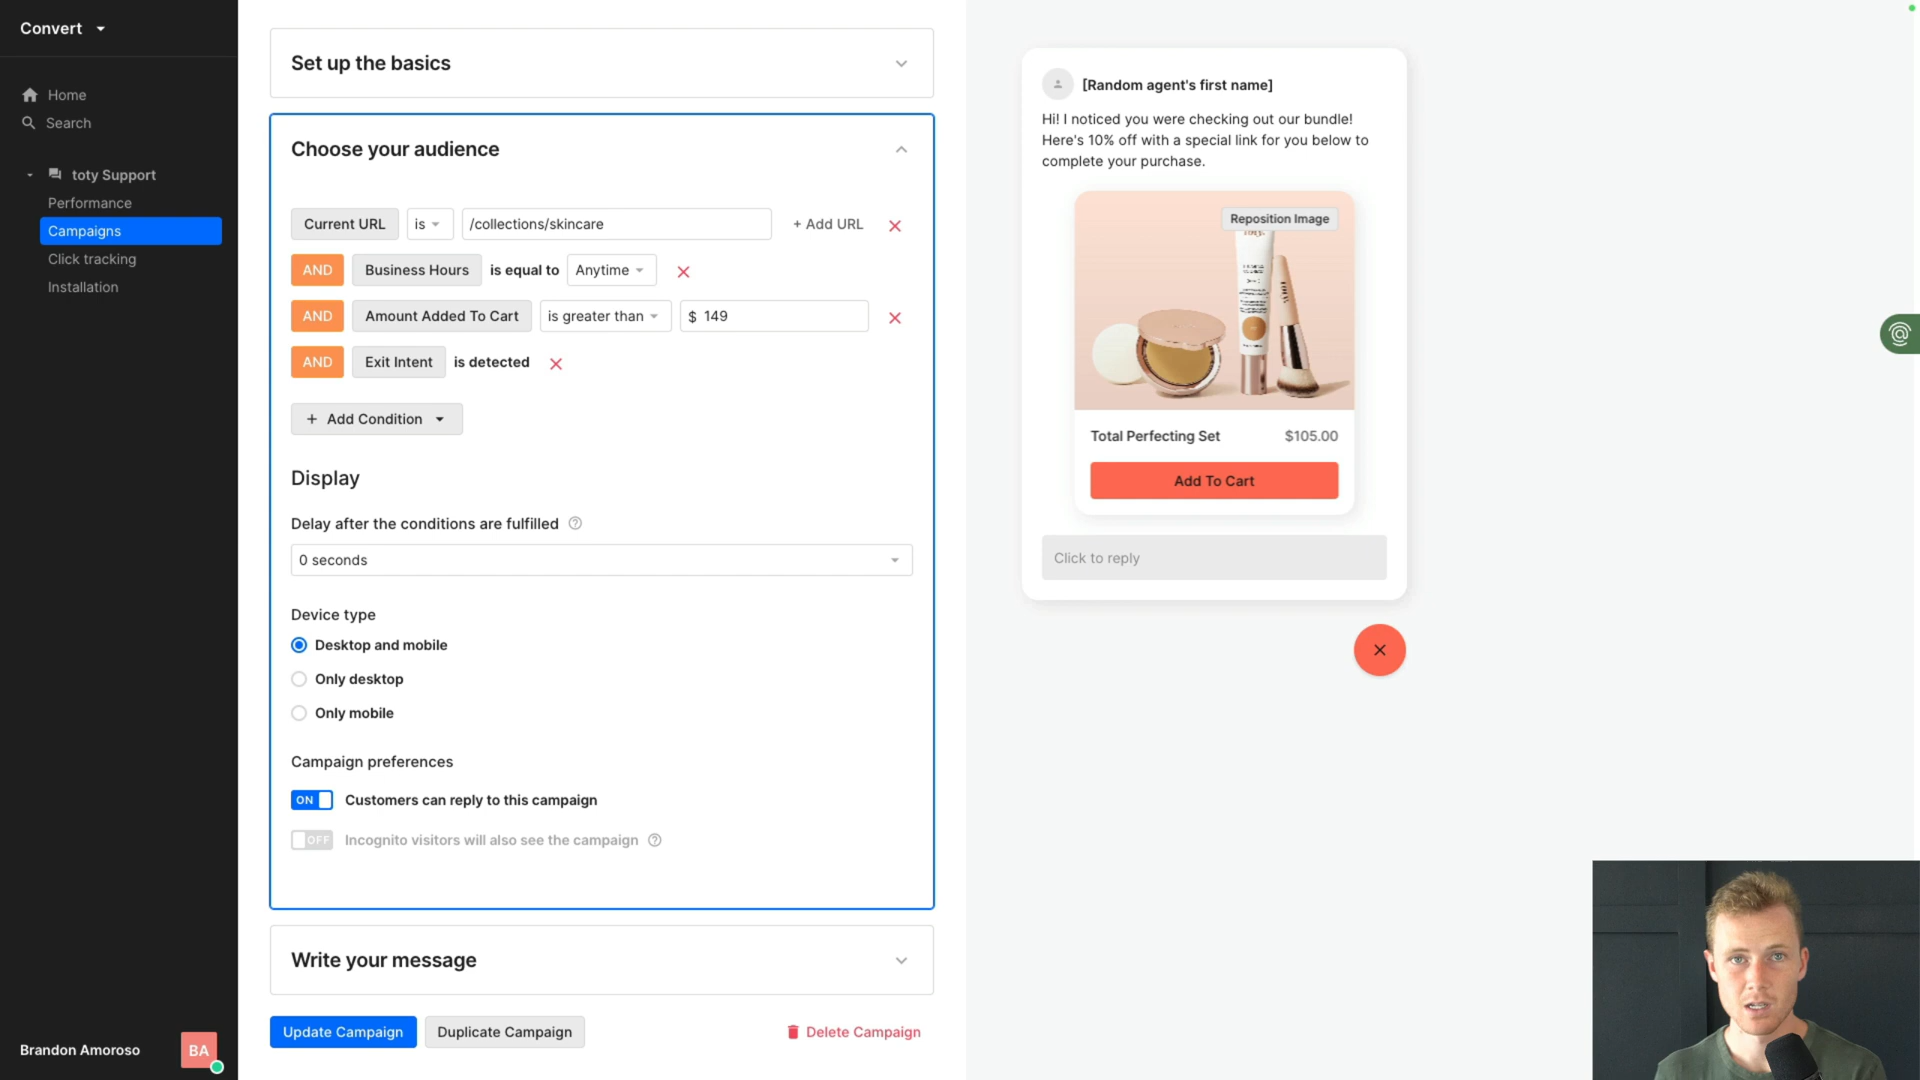 Convert
Home
Search
toty Support
Performance
Campaigns
Click tracking
Installation
Brandon Amoroso
BA
Set up the basics
Choose your audience
Current URL is /collections/skincare + Add URL
AND Business Hours is equal to Anytime
AND Amount Added To Cart is greater than $ 149
AND Exit Intent is detected
+ Add Condition
Display
Delay after the conditions are fulfilled
0 seconds
Device type
Desktop and mobile
Only desktop
Only mobile
Campaign preferences
ON Customers can reply to this campaign
OFF Incognito visitors will also see the campaign
Write your message
Update Campaign Duplicate Campaign Delete Campaign
[Random agent's first name]
Hi! I noticed you were checking out our bundle!
Here's 10% off with a special link for you below to
complete your purchase.
Reposition Image
Total Perfecting Set $105.00
Add To Cart
Click to reply